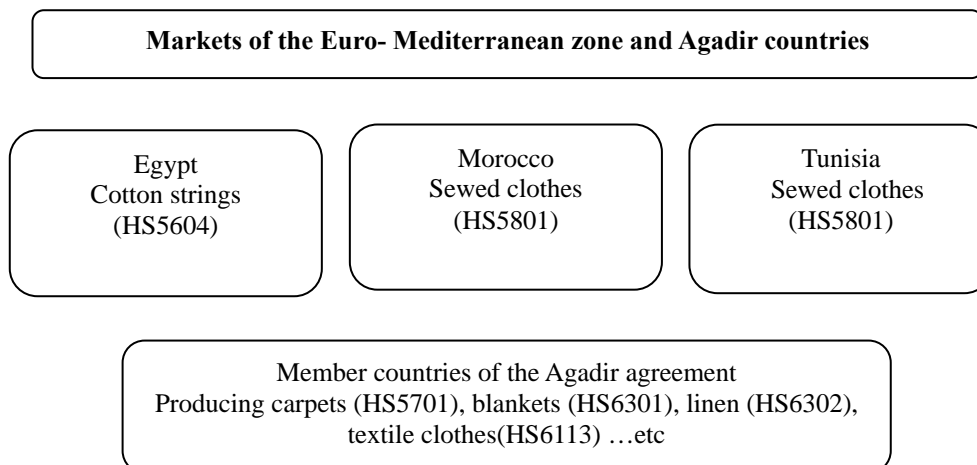 Markets of the Euro- Mediterranean zone and Agadir countries
Egypt
Cotton strings
(HS5604)
Morocco
Sewed clothes
(HS5801)
Tunisia
Sewed clothes
(HS5801)
Member countries of the Agadir agreement
Producing carpets (HS5701), blankets (HS6301), linen (HS6302),
textile clothes(HS6113) …etc